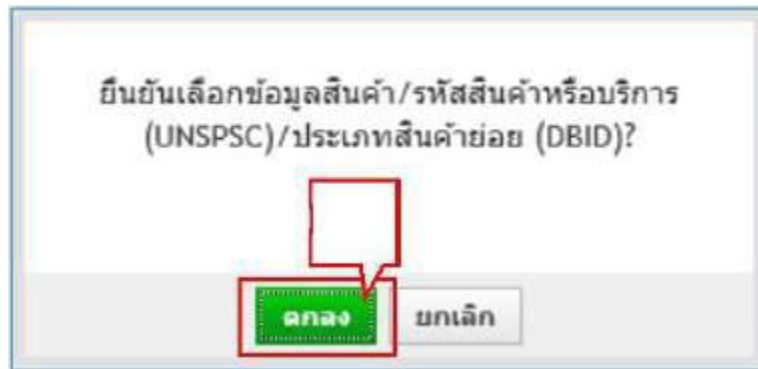 ยืนยันเลือกข้อมูลสินค้า/รหัสสินค้าหรือบริการ
(UNSPSC)/ประเภทสินค้าย่อย (DBID)?
ตกลง ยกเลิก